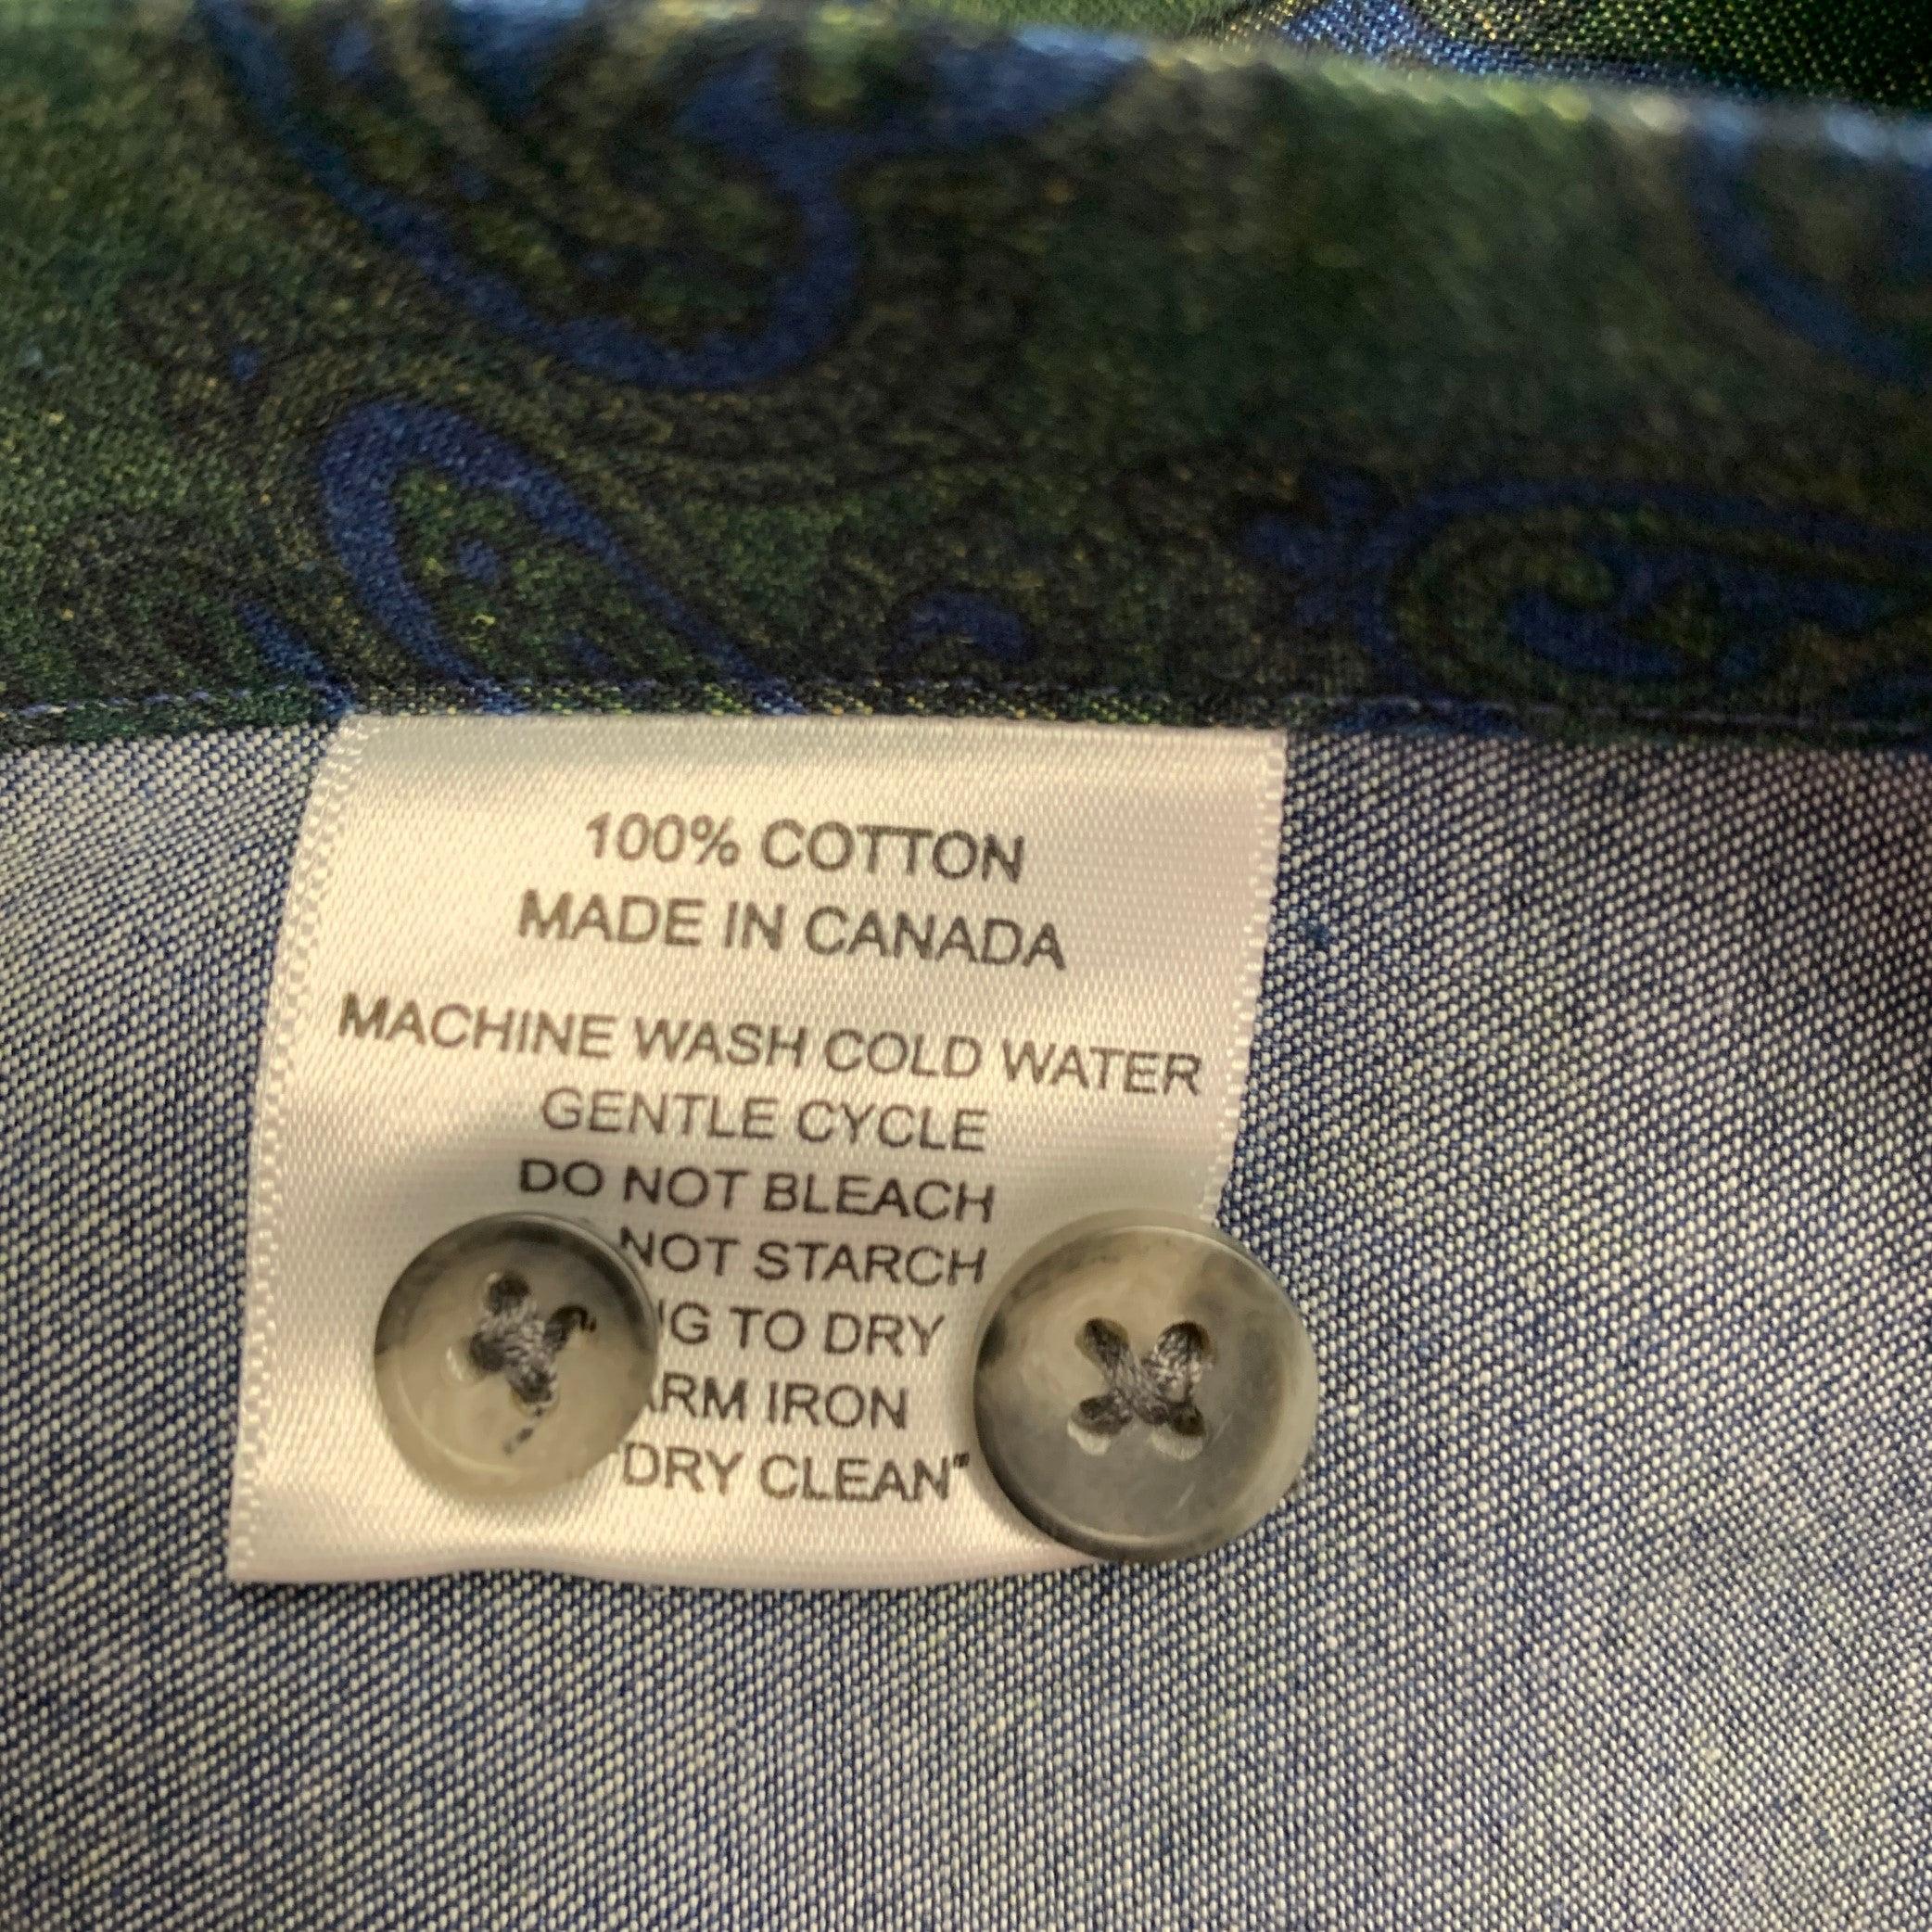 100% COTTON
MADE IN CANADA
MACHINE WASH COLD WATER
GENTLE CYCLE
DO NOT BLEACH
NOT STARCH
TO DRY
IRON
"DRY CLEAN"